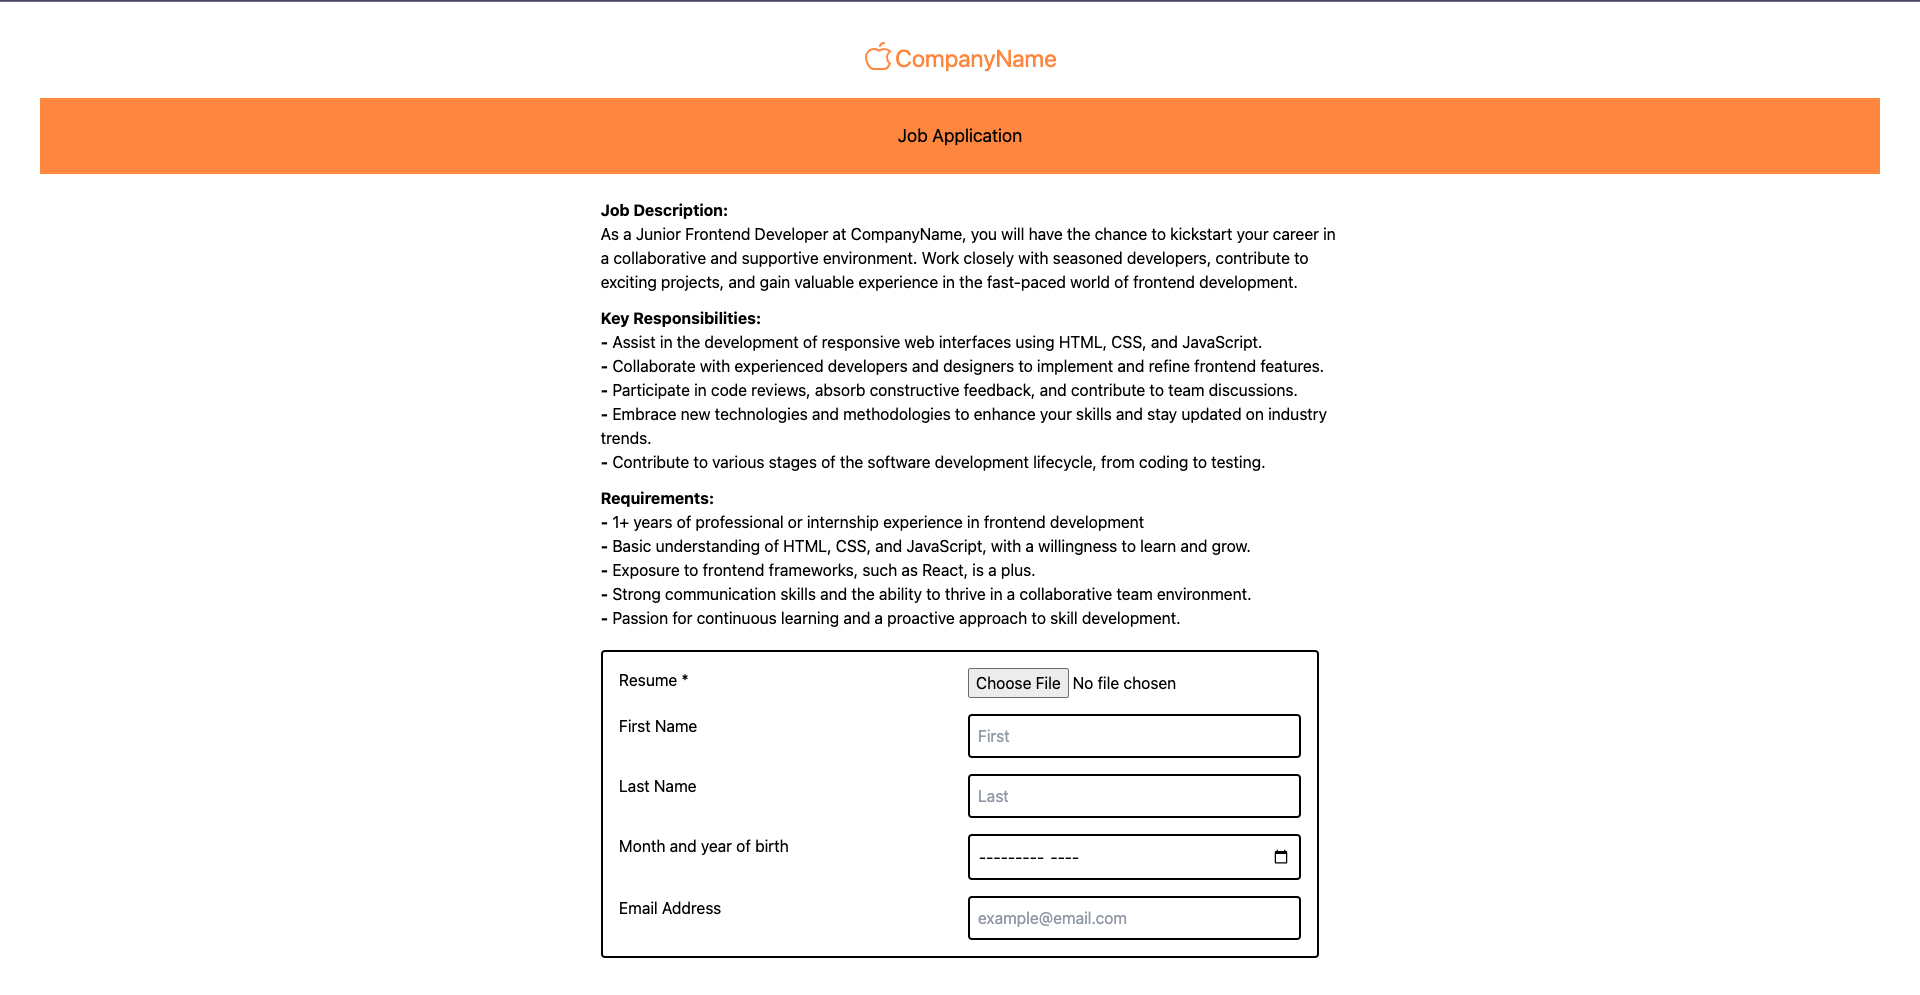 CompanyName
Job Application
Job Description:
As a Junior Frontend Developer at CompanyName, you will have the chance to kickstart your career in
a collaborative and supportive environment. Work closely with seasoned developers, contribute to
exciting projects, and gain valuable experience in the fast-paced world of frontend development.
Key Responsibilities:
- Assist in the development of responsive web interfaces using HTML, CSS, and JavaScript.
- Collaborate with experienced developers and designers to implement and refine frontend features.
- Participate in code reviews, absorb constructive feedback, and contribute to team discussions.
- Embrace new technologies and methodologies to enhance your skills and stay updated on industry
trends.
- Contribute to various stages of the software development lifecycle, from coding to testing.
Requirements:
- 1+ years of professional or internship experience in frontend development
- Basic understanding of HTML, CSS, and JavaScript, with a willingness to learn and grow.
- Exposure to frontend frameworks, such as React, is a plus.
- Strong communication skills and the ability to thrive in a collaborative team environment.
- Passion for continuous learning and a proactive approach to skill development.
Resume * Choose File No file chosen
First Name First
Last Name Last
Month and year of birth --------- ----
Email Address example@email.com